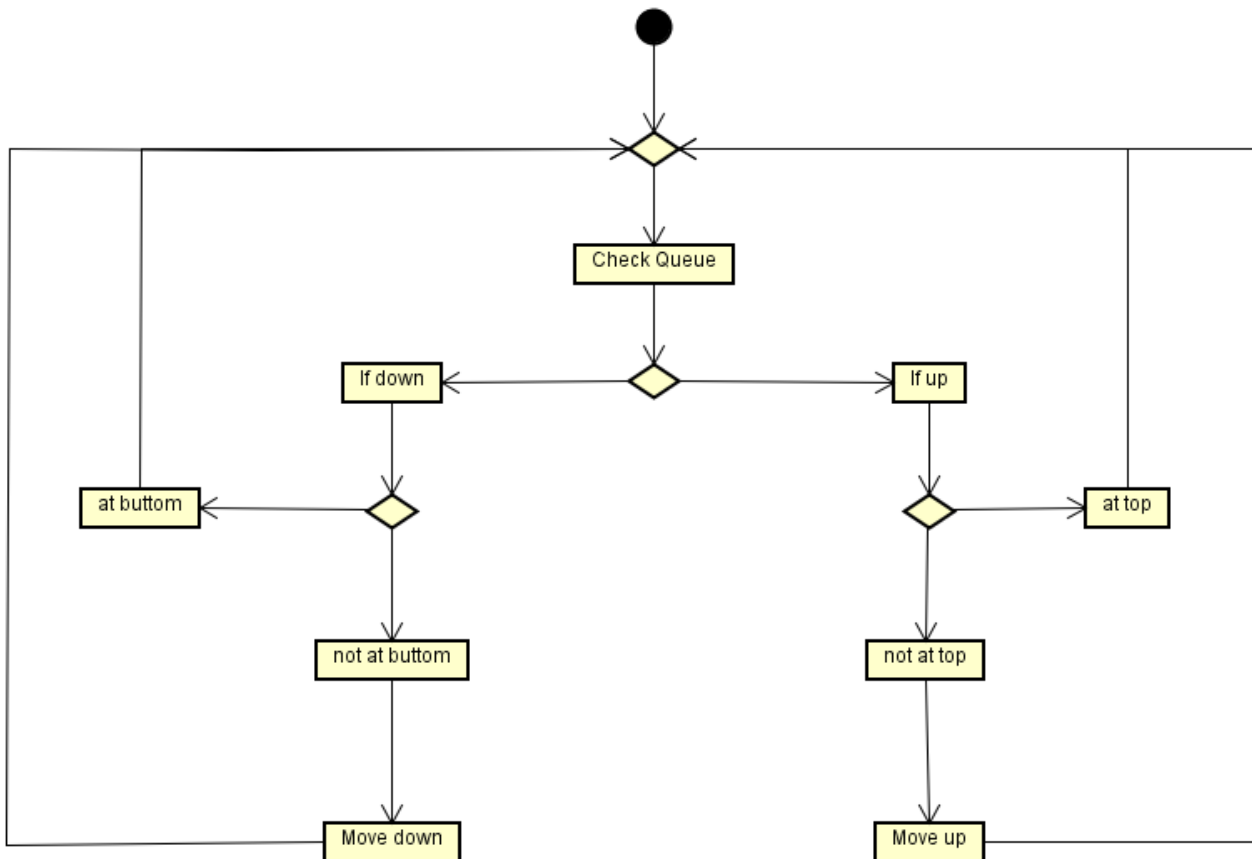 Check Queue
If down
If up
at buttom
at top
not at buttom
not at top
Move down
Move up